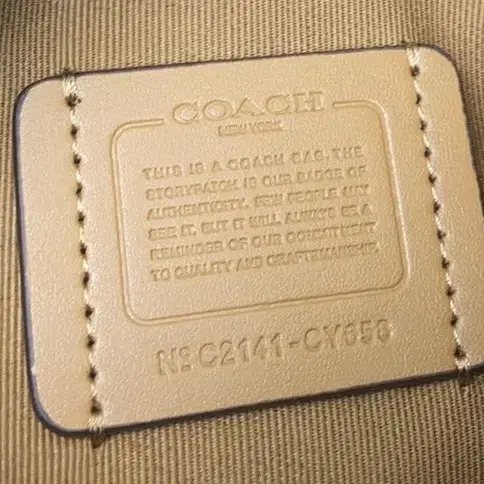 COACH
NEW YORK
THIS IS A COACH BAG. THE
STORYPATCH IS OUR BADGE OF
AUTHENTICITY. FEW PEOPLE MAY
SEE IT, BUT IT WILL ALWAYS BE A
REMINDER OF OUR COMMITMENT
TO QUALITY AND CRAFTSMANSHIP.
Nº C2141-CY658